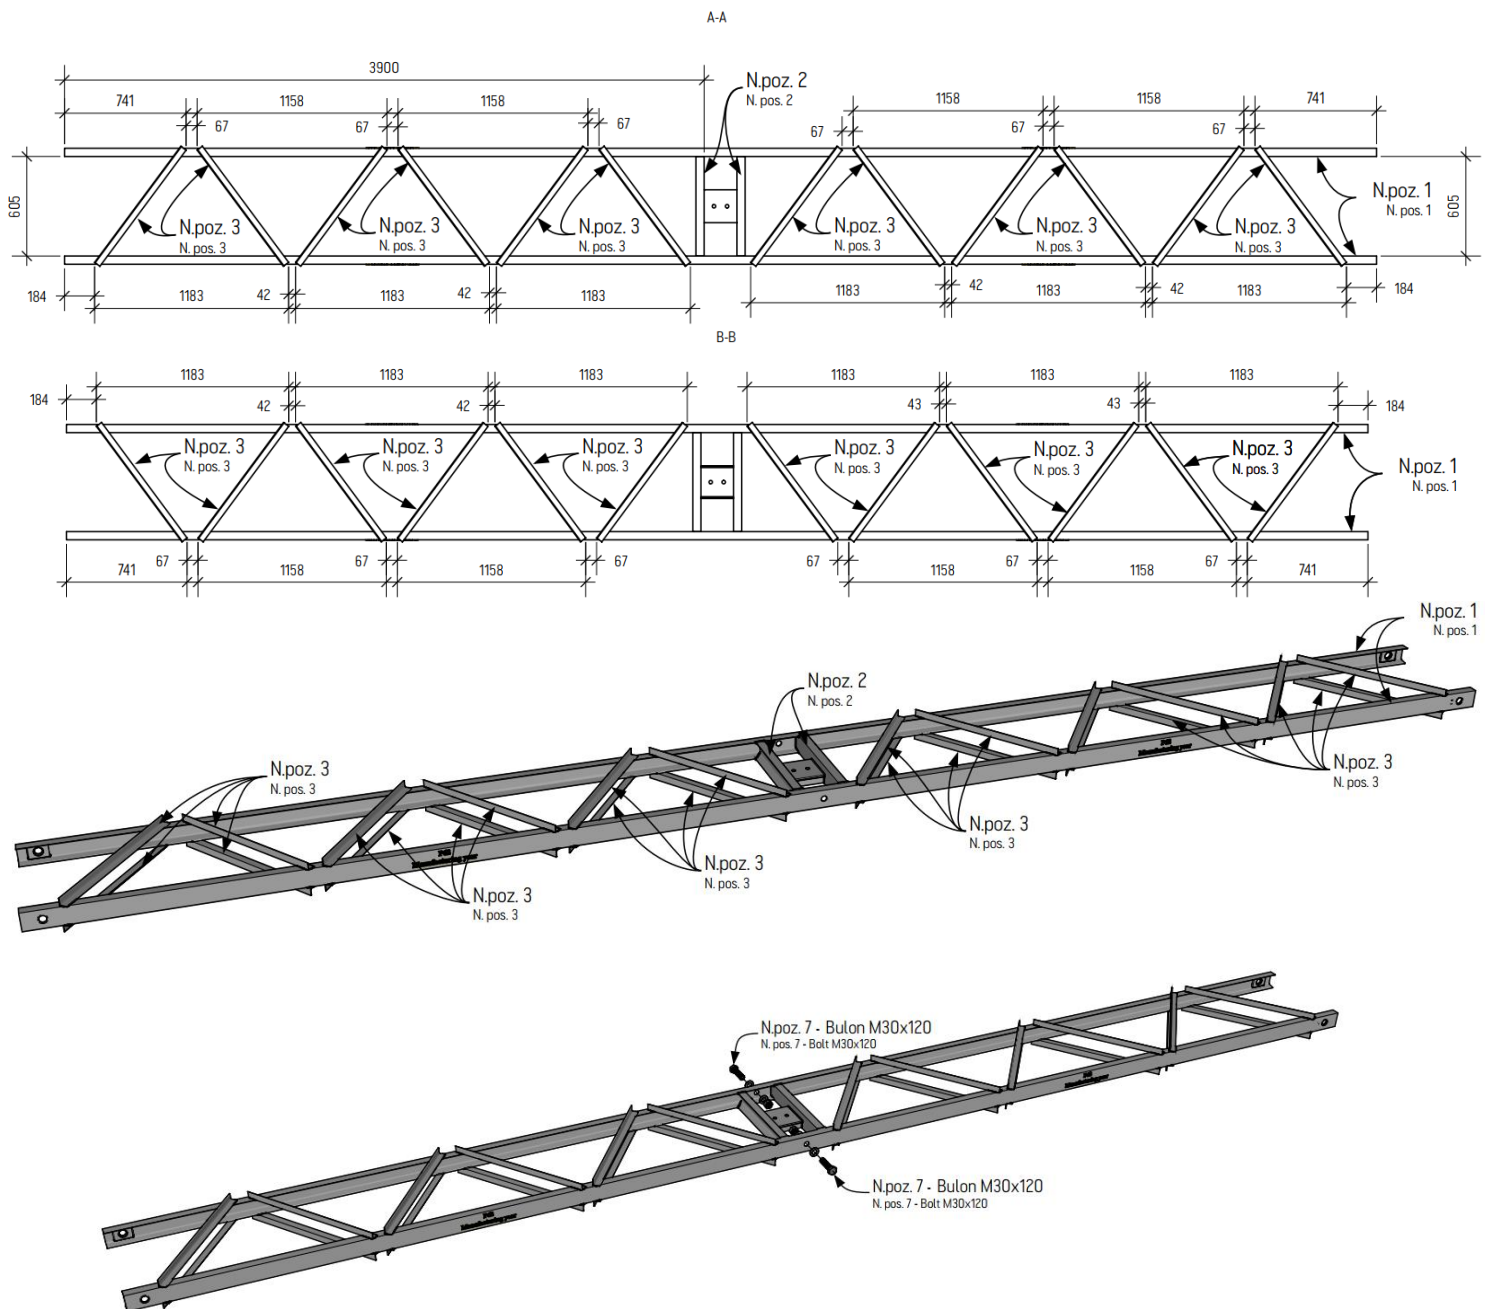 A-A
3900
N.poz. 2
N. pos. 2
741
1158
1158
1158
1158
741
67
67
67
67
67
67
605
N.poz. 3
N. pos. 3
N.poz. 3
N. pos. 3
N.poz. 3
N. pos. 3
N.poz. 3
N. pos. 3
N.poz. 3
N. pos. 3
N.poz. 3
N. pos. 3
N.poz. 1
N. pos. 1
605
184
1183
42
1183
42
1183
1183
42
1183
42
1183
184
B-B
184
1183
42
1183
42
1183
1183
43
1183
43
1183
184
N.poz. 3
N. pos. 3
N.poz. 3
N. pos. 3
N.poz. 3
N. pos. 3
N.poz. 3
N. pos. 3
N.poz. 3
N. pos. 3
N.poz. 3
N. pos. 3
N.poz. 1
N. pos. 1
741
67
1158
67
1158
67
67
1158
67
1158
67
741
N.poz. 1
N. pos. 1
N.poz. 2
N. pos. 2
N.poz. 3
N. pos. 3
Manufacturing year
N.poz. 3
N. pos. 3
N.poz. 3
N. pos. 3
Manufacturing year
N.poz. 3
N. pos. 3
N.poz. 3
N. pos. 3
N.poz. 7 - Bulon M30x120
N. pos. 7 - Bolt M30x120
Manufacturing year
N.poz. 7 - Bulon M30x120
N. pos. 7 - Bolt M30x120
Manufacturing year